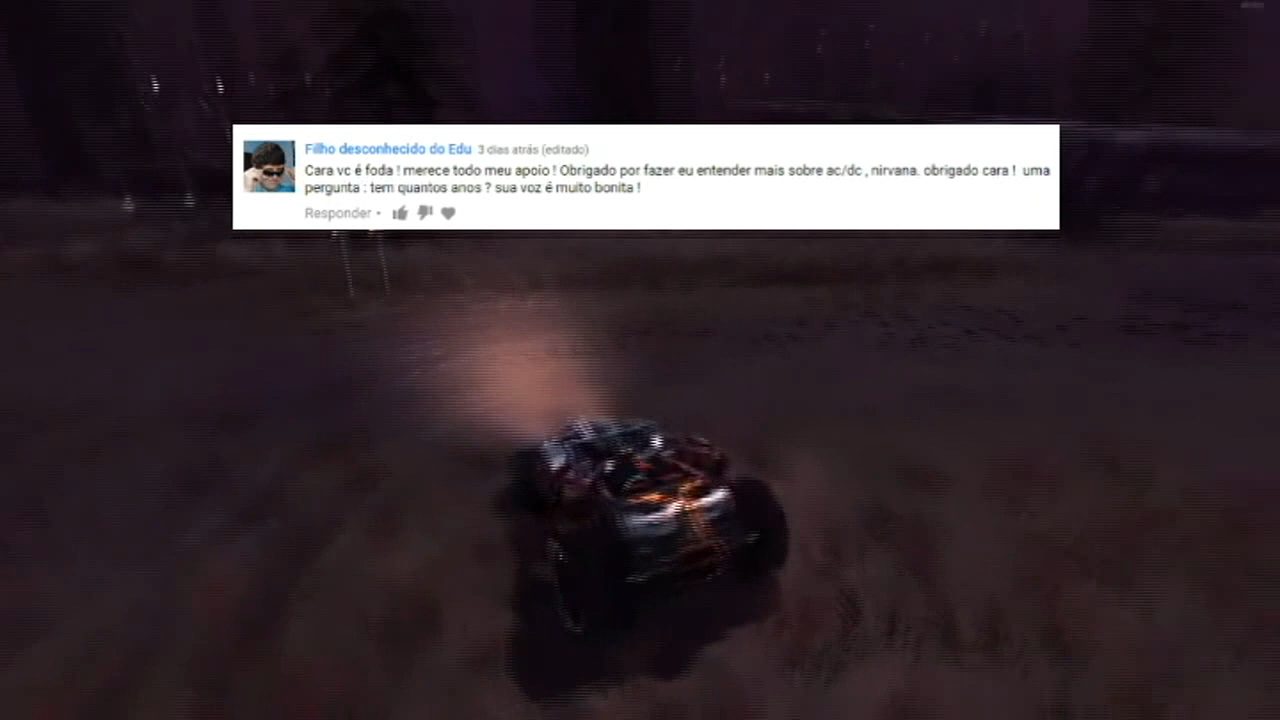 Filho desconhecido do Edu 3 dias atrás (editado)
Cara vc é foda ! merece todo meu apoio ! Obrigado por fazer eu entender mais sobre ac/dc , nirvana. obrigado cara ! uma
pergunta : tem quantos anos ? sua voz é muito bonita !
Responder •